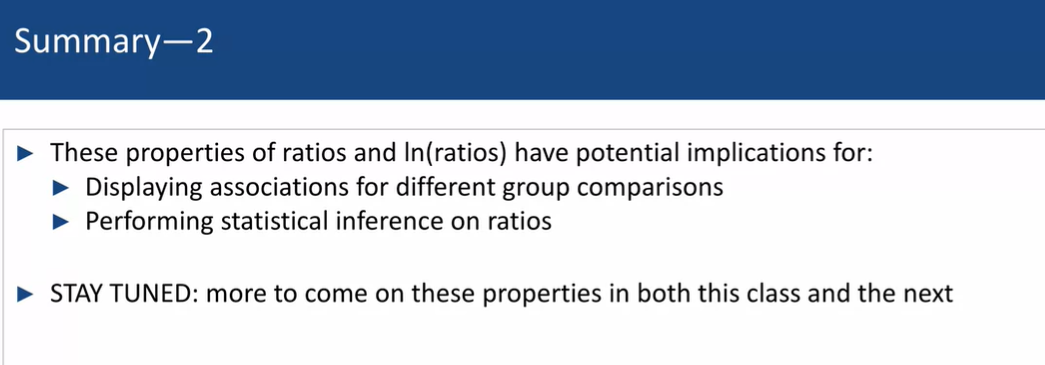 Summary—2
► These properties of ratios and ln(ratios) have potential implications for:
► Displaying associations for different group comparisons
► Performing statistical inference on ratios
► STAY TUNED: more to come on these properties in both this class and the next